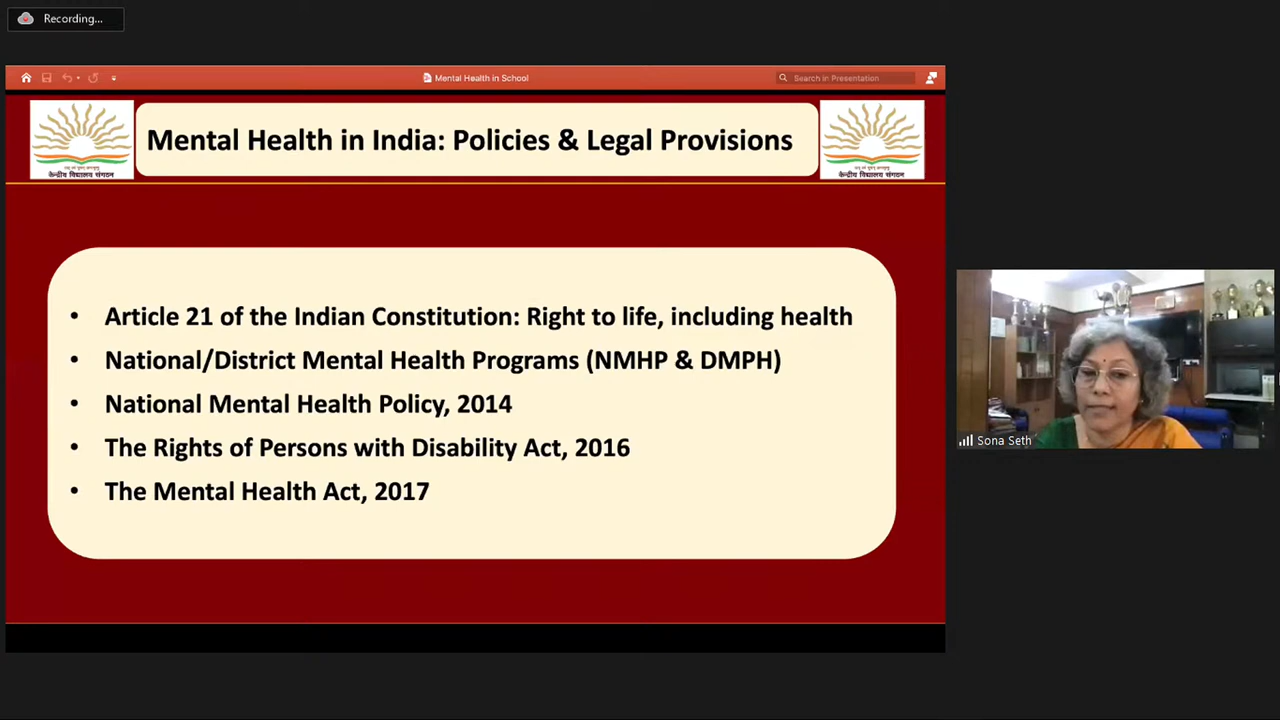 Recording...
Mental Health in School
Search in Presentation
Mental Health in India: Policies & Legal Provisions
केन्द्रीय विद्यालय संगठन
केन्द्रीय विद्यालय संगठन
• Article 21 of the Indian Constitution: Right to life, including health
• National/District Mental Health Programs (NMHP & DMPH)
• National Mental Health Policy, 2014
• The Rights of Persons with Disability Act, 2016
• The Mental Health Act, 2017
Sona Seth